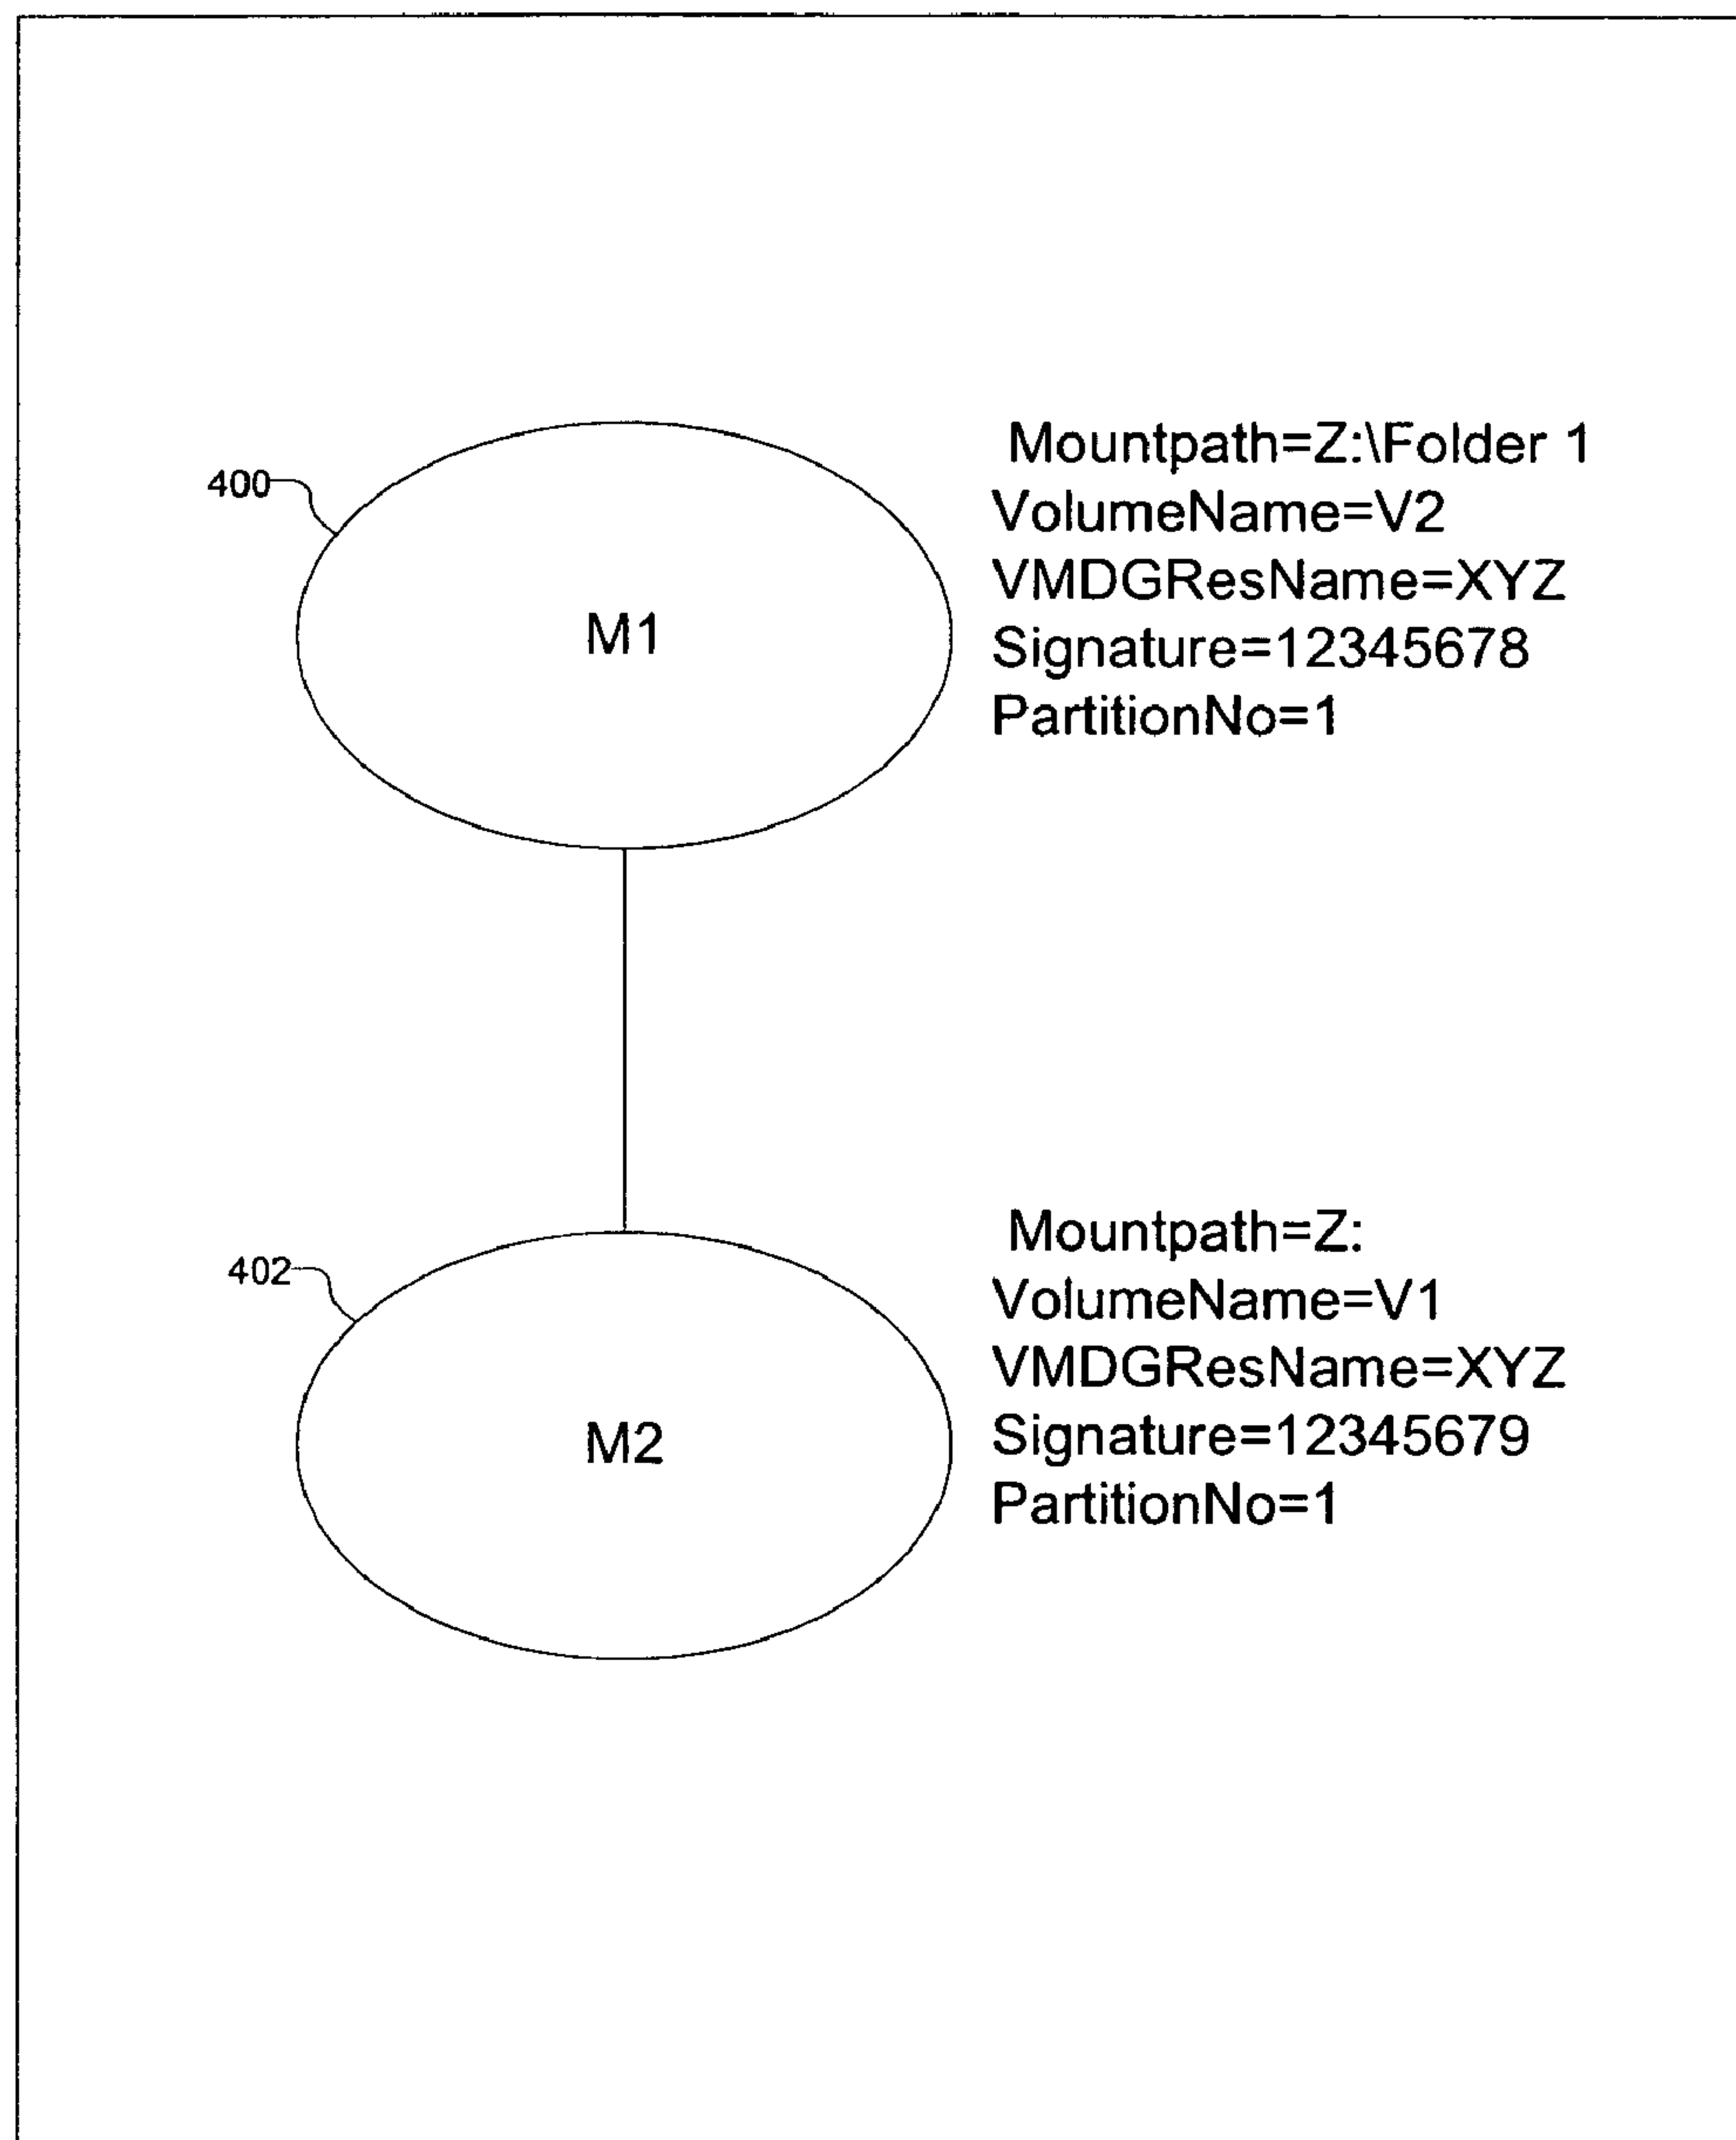 Mountpath=Z:\Folder 1
400
VolumeName=V2
VMDGResName=XYZ
M1
Signature=12345678
PartitionNo=1
Mountpath=Z:
402
VolumeName=V1
VMDGResName=XYZ
M2
Signature=12345679
PartitionNo=1